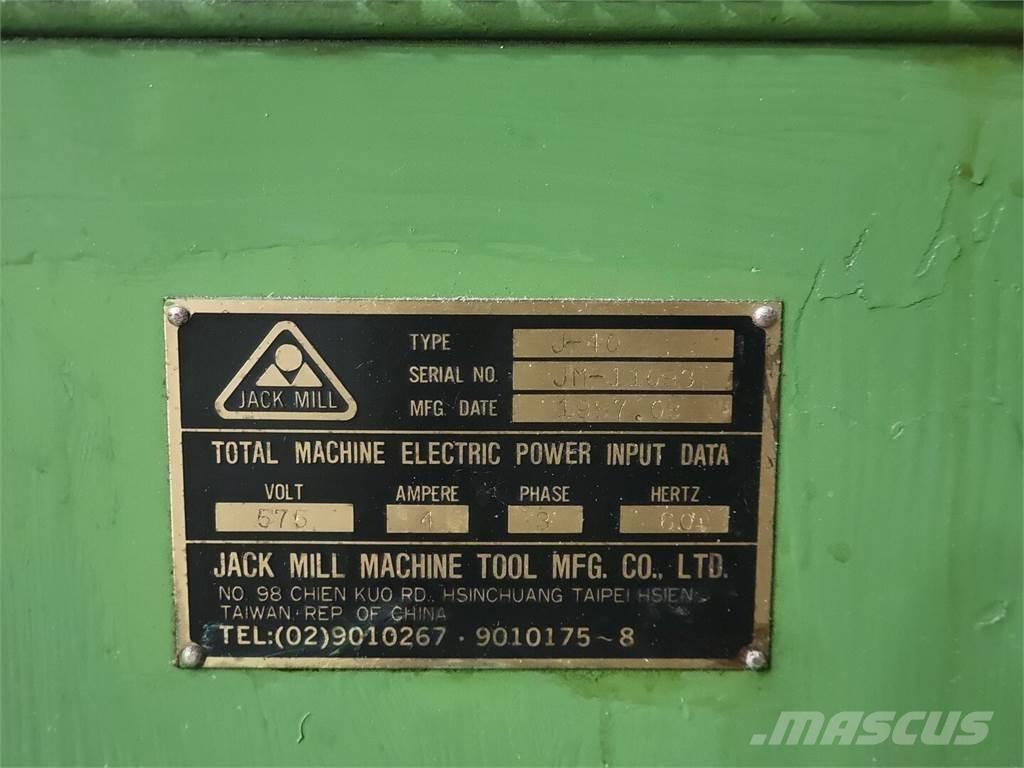 JACK MILL
TYPE J-40
SERIAL NO.
MFG. DATE
TOTAL MACHINE ELECTRIC POWER INPUT DATA
VOLT AMPERE PHASE HERTZ
575 4 3 60
JACK MILL MACHINE TOOL MFG. CO., LTD.
NO. 98 CHIEN KUO RD., HSINCHUANG TAIPEI HSIEN,
TAIWAN REP. OF CHINA
TEL:(02)9010267 · 9010175~8
MASCUS